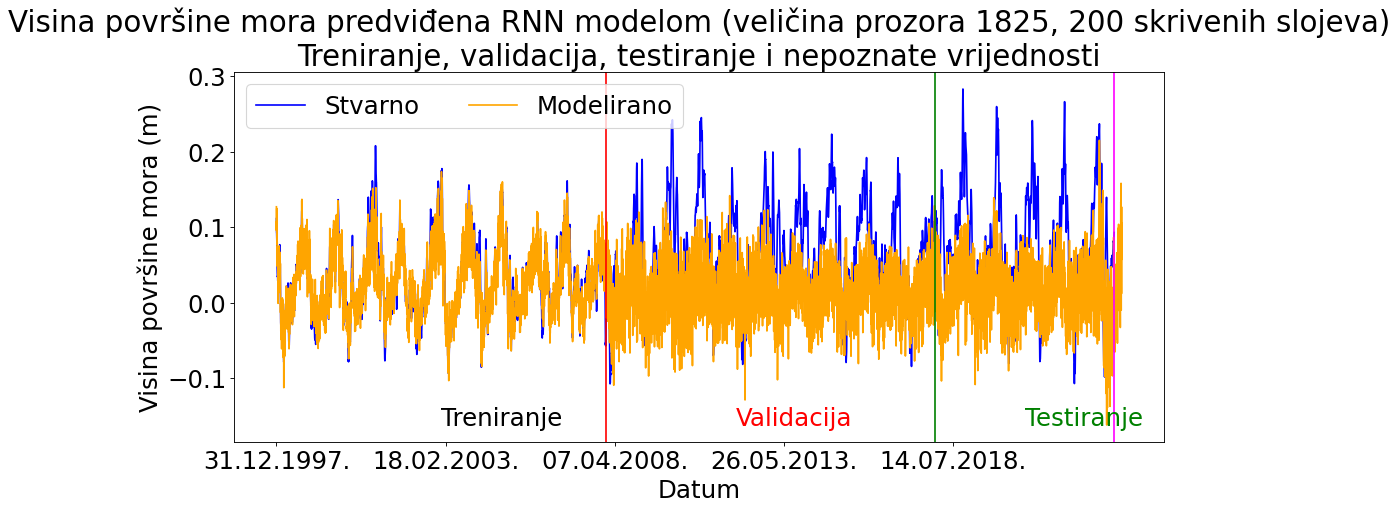 Visina površine mora predviđena RNN modelom (veličina prozora 1825, 200 skrivenih slojeva)
Treniranje, validacija, testiranje i nepoznate vrijednosti
Stvarno
Modelirano
Visina površine mora (m)
0.3
0.2
0.1
0.0
−0.1
Treniranje
Validacija
Testiranje
31.12.1997.
18.02.2003.
07.04.2008.
26.05.2013.
14.07.2018.
Datum